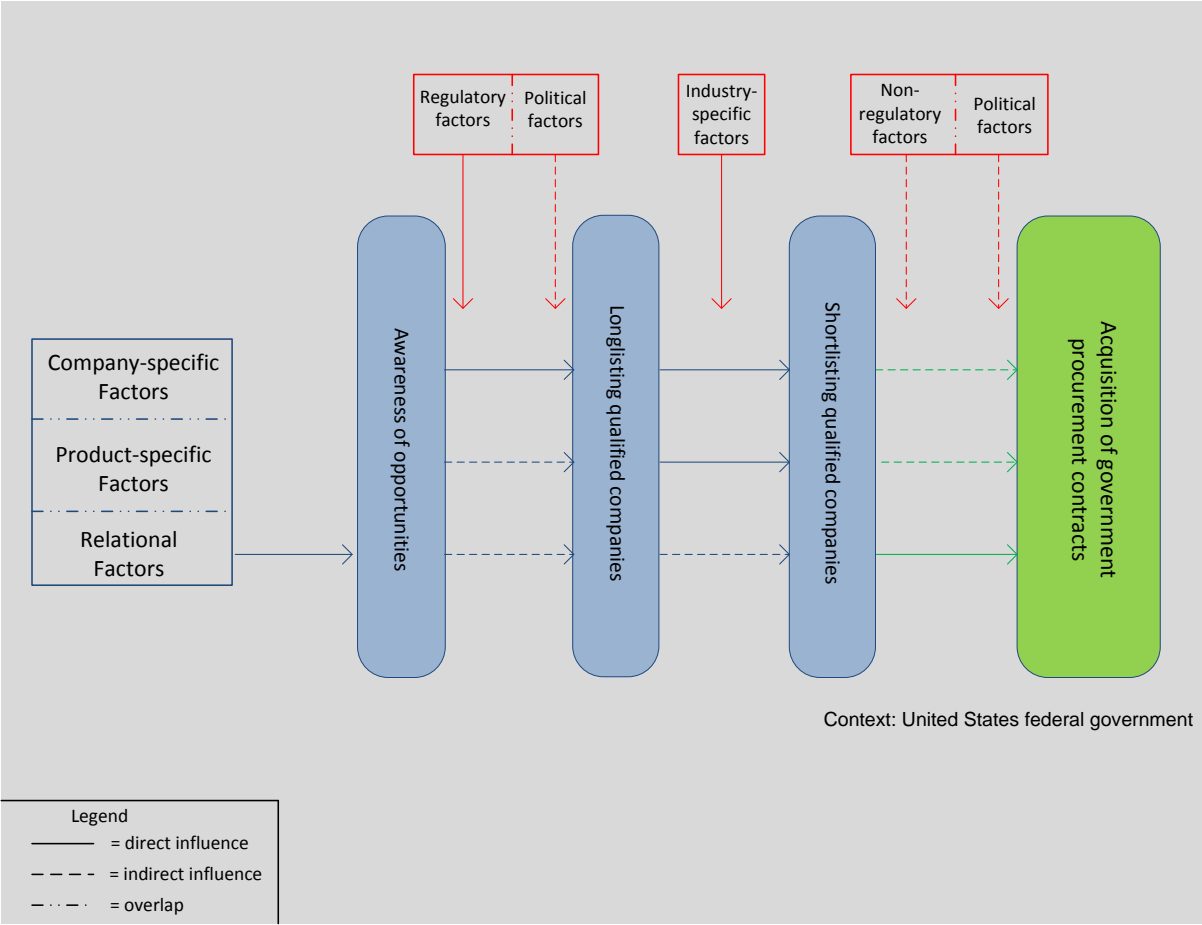 Regulatory
factors
Political
factors
Industry-
specific
factors
Non-
regulatory
factors
Political
factors
Company-specific
Factors
Product-specific
Factors
Relational
Factors
Awareness of opportunities
Longlisting qualified companies
Shortlisting qualified companies
Acquisition of government
procurement contracts
Context: United States federal government
Legend
= direct influence
= indirect influence
= overlap